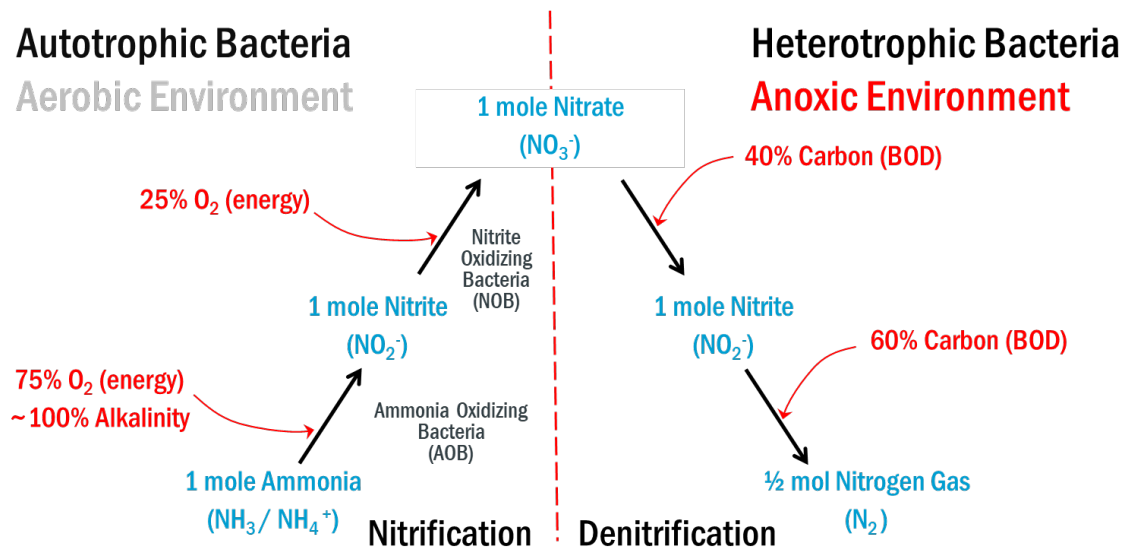 Autotrophic Bacteria
Aerobic Environment
Heterotrophic Bacteria
Anoxic Environment
1 mole Nitrate
(NO₃⁻)
40% Carbon (BOD)
25% O₂ (energy)
Nitrite
Oxidizing
Bacteria
(NOB)
1 mole Nitrite
(NO₂⁻)
1 mole Nitrite
(NO₂⁻)
60% Carbon (BOD)
75% O₂ (energy)
~100% Alkalinity
Ammonia Oxidizing
Bacteria
(AOB)
1 mole Ammonia
(NH₃/ NH₄⁺)
½ mol Nitrogen Gas
(N₂)
Nitrification
Denitrification